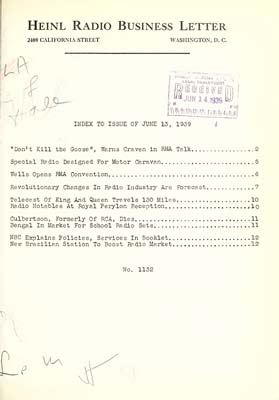 HEINL RADIO BUSINESS LETTER
2400 CALIFORNIA STREET WASHINGTON, D. C.
RECEIVED
JUN 14 1939
INDEX TO ISSUE OF JUNE 13, 1939
"Don't Kill the Goose", Warns Craven in RMA Talk....................2
Special Radio Designed For Motor Caravan............................5
Wells Opens RMA Convention..........................................6
Revolutionary Changes In Radio Industry Are Forecast................7
Telecast Of King And Queen Travels 130 Miles........................10
Radio Notables At Royal Pavylon Reception...........................10
Culbertson, Formerly Of RCA, Dies...................................11
Bengal In Market For School Radio Sets..............................11
NBC Explains Policies, Services In Booklet..........................12
New Brazilian Station To Boost Radio Market.........................12
No. 1132